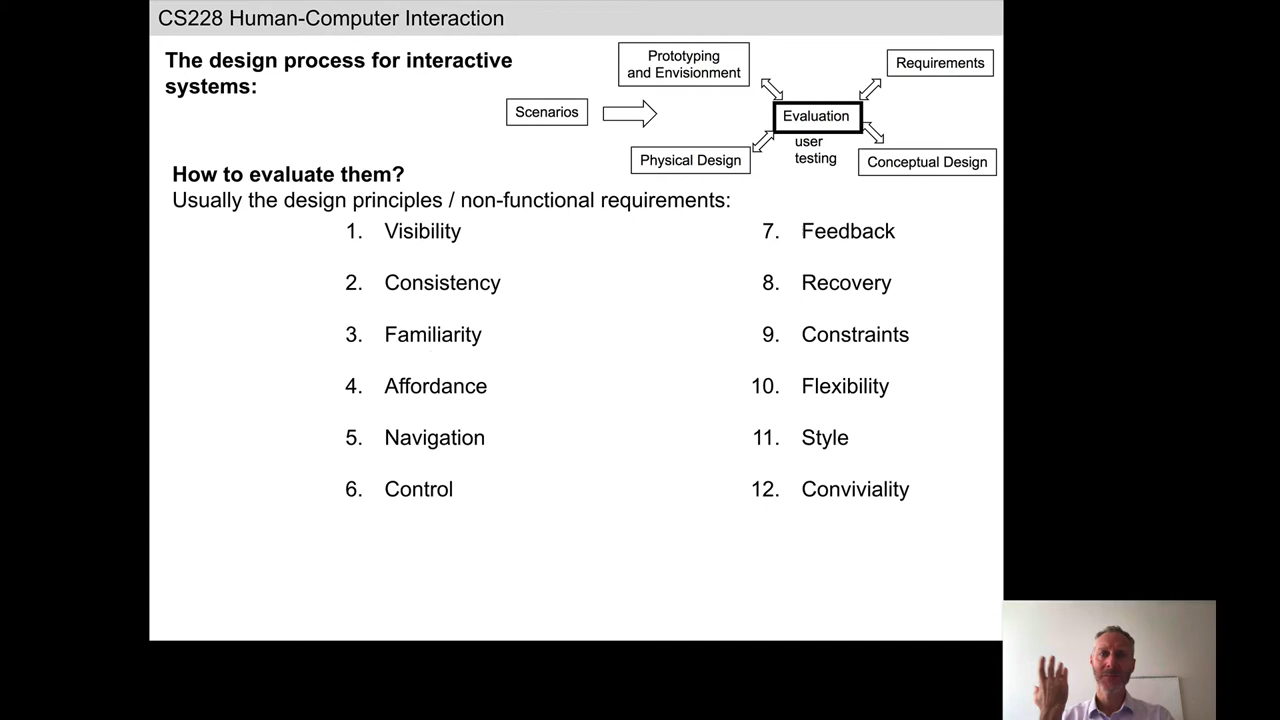 CS228 Human-Computer Interaction
The design process for interactive
systems:
Prototyping
and Envisionment
Requirements
Scenarios
Evaluation
user
testing
Physical Design
Conceptual Design
How to evaluate them?
Usually the design principles / non-functional requirements:
1. Visibility
2. Consistency
3. Familiarity
4. Affordance
5. Navigation
6. Control
7. Feedback
8. Recovery
9. Constraints
10. Flexibility
11. Style
12. Conviviality